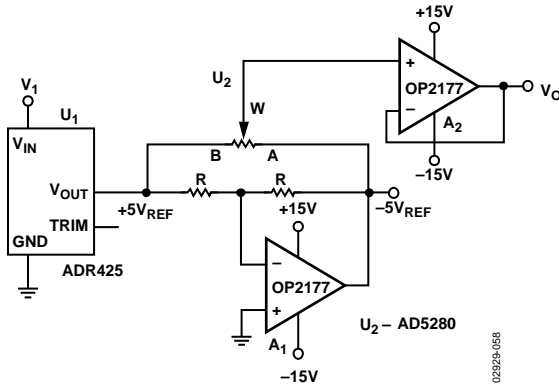 +15V
V1
U1
U2
+
OP2177
VO
–
A2
W
VIN
B
A
–15V
VOUT
R
R
+5VREF
–5VREF
TRIM
+15V
GND
–
OP2177
ADR425
+
U2 – AD5280
A1
–15V
02929-058